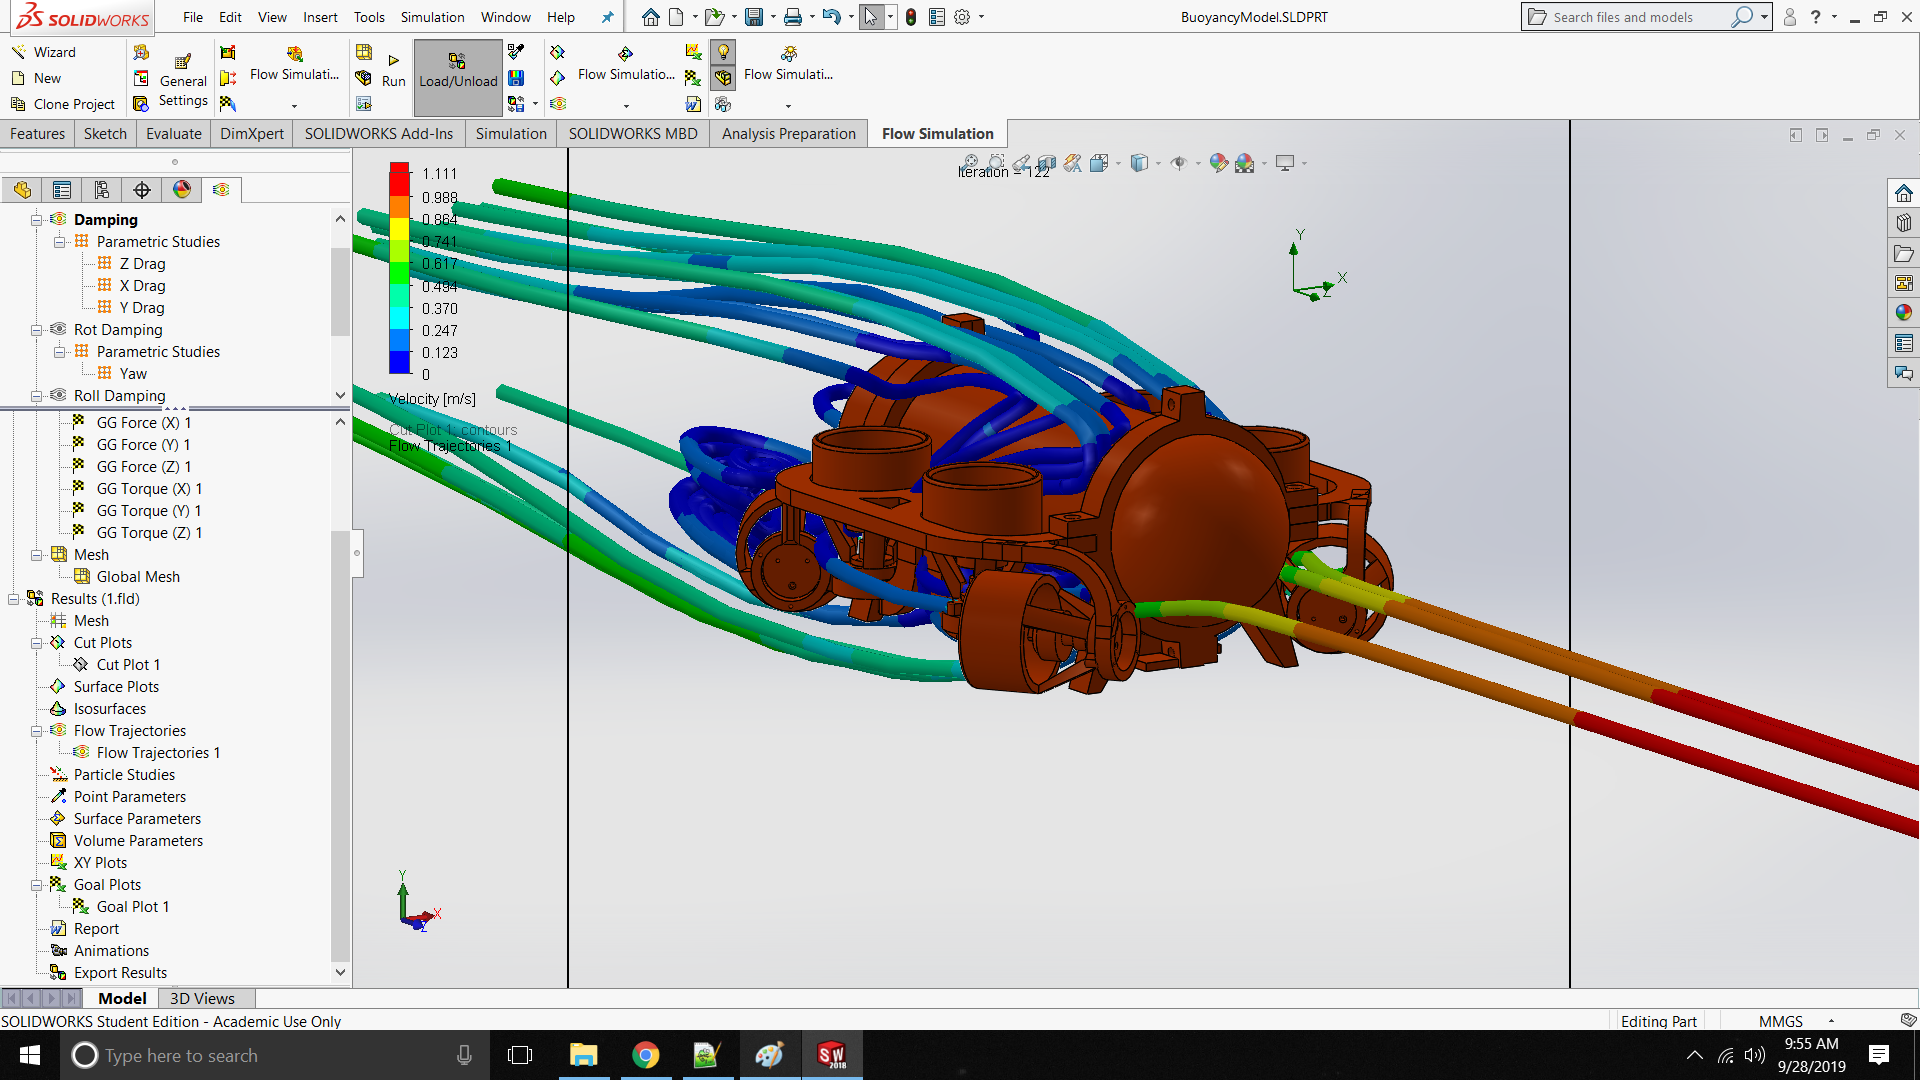 SOLIDWORKS
File Edit View Insert Tools Simulation Window Help
BuoyancyModel.SLDPRT
Search files and models
Wizard
New
Clone Project
General Settings
Flow Simulati...
Run
Load/Unload
Flow Simulatio...
Flow Simulati...
Features Sketch Evaluate DimXpert SOLIDWORKS Add-Ins Simulation SOLIDWORKS MBD Analysis Preparation Flow Simulation
Damping
Parametric Studies
Z Drag
X Drag
Y Drag
Rot Damping
Parametric Studies
Yaw
Roll Damping
GG Force (X) 1
GG Force (Y) 1
GG Force (Z) 1
GG Torque (X) 1
GG Torque (Y) 1
GG Torque (Z) 1
Mesh
Global Mesh
Results (1.fld)
Mesh
Cut Plots
Cut Plot 1
Surface Plots
Isosurfaces
Flow Trajectories
Flow Trajectories 1
Particle Studies
Point Parameters
Surface Parameters
Volume Parameters
XY Plots
Goal Plots
Goal Plot 1
Report
Animations
Export Results
1.111
0.988
0.864
0.741
0.617
0.494
0.370
0.247
0.123
0
Velocity [m/s]
Cut Plot 1: contours
Flow Trajectories 1
Iteration = 122
Y
X
Z
Y
X
Z
Model 3D Views
SOLIDWORKS Student Edition - Academic Use Only
Editing Part
MMGS
Type here to search
SW
2018
9:55 AM
9/28/2019